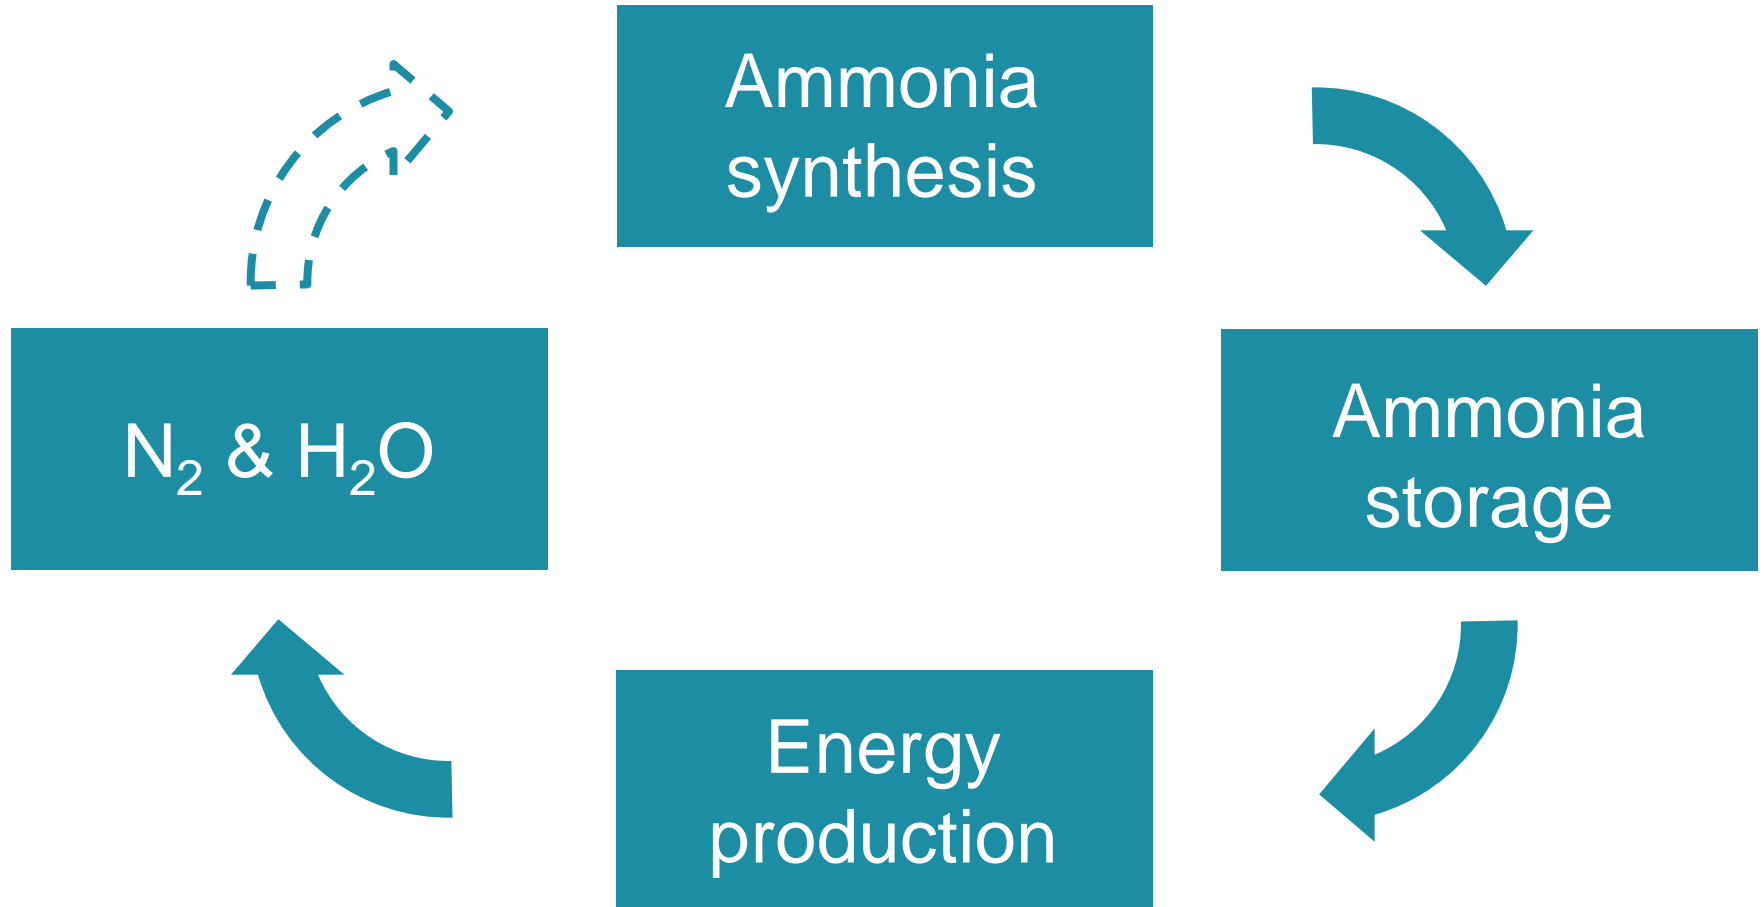 Ammonia
synthesis
N₂ & H₂O
Ammonia
storage
Energy
production